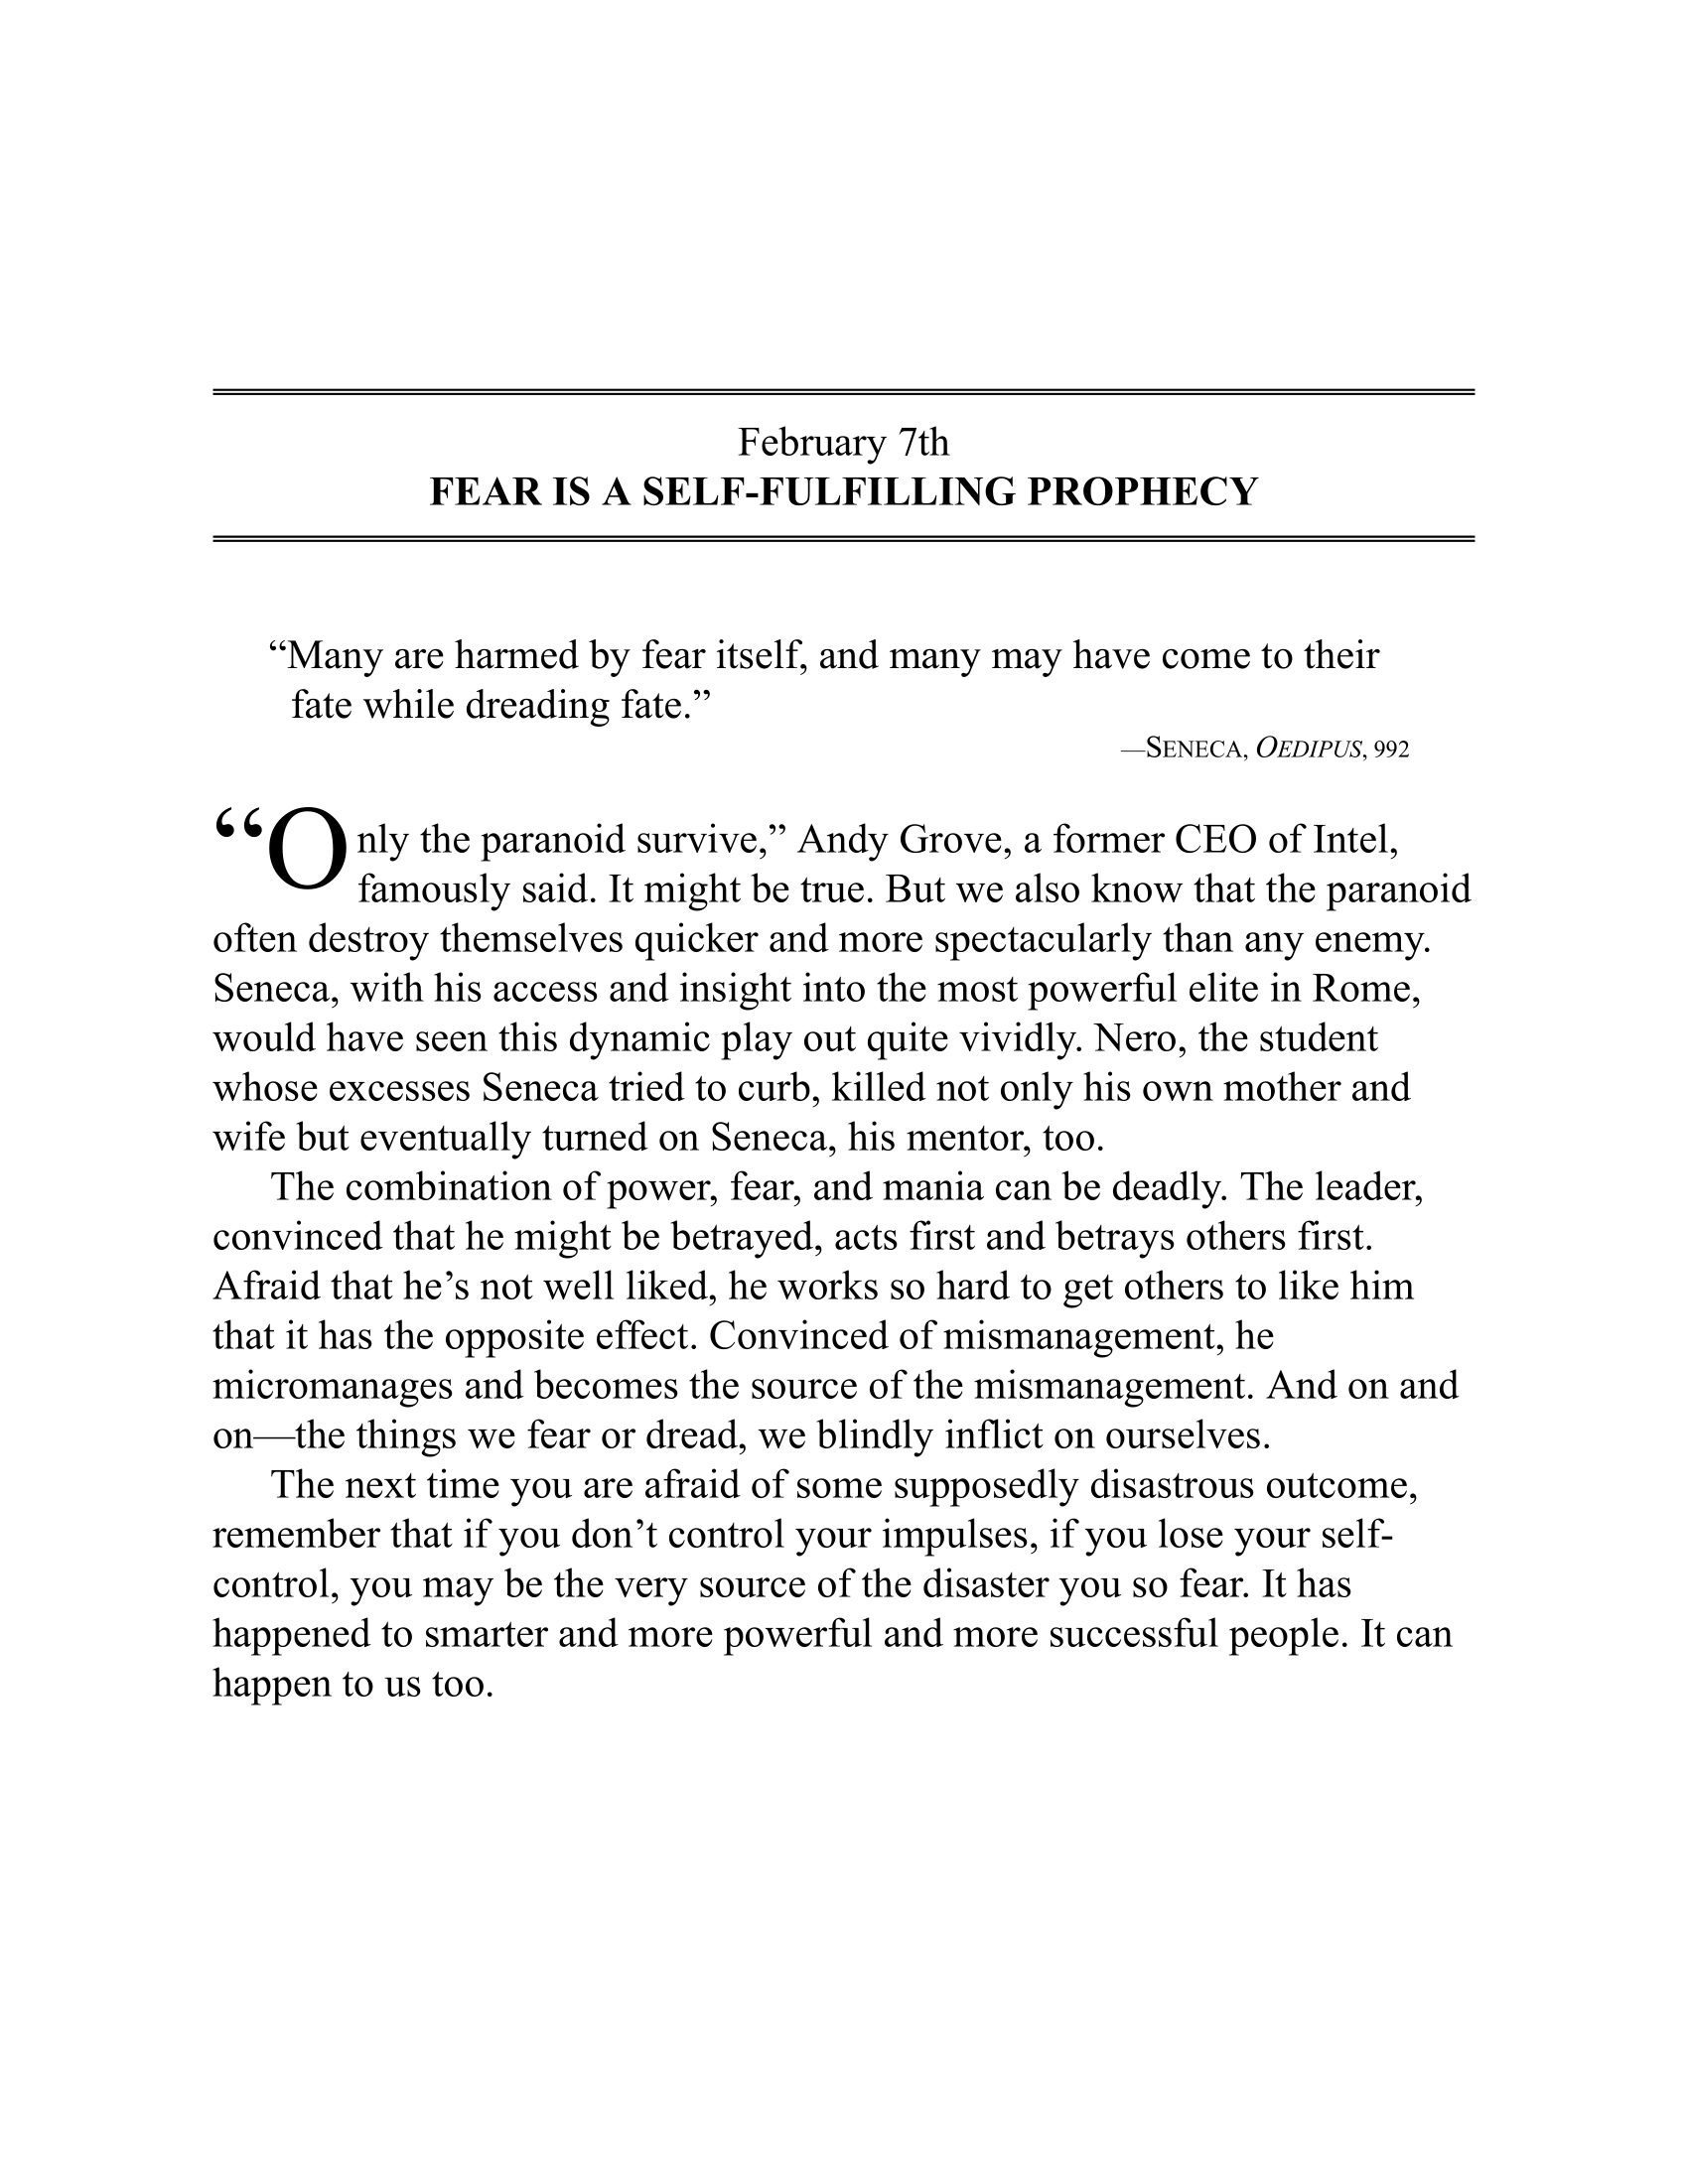 February 7th
FEAR IS A SELF-FULFILLING PROPHECY
“Many are harmed by fear itself, and many may have come to their
fate while dreading fate.”
—SENECA, OEDIPUS, 992
“Only the paranoid survive,” Andy Grove, a former CEO of Intel,
famously said. It might be true. But we also know that the paranoid
often destroy themselves quicker and more spectacularly than any enemy.
Seneca, with his access and insight into the most powerful elite in Rome,
would have seen this dynamic play out quite vividly. Nero, the student
whose excesses Seneca tried to curb, killed not only his own mother and
wife but eventually turned on Seneca, his mentor, too.
The combination of power, fear, and mania can be deadly. The leader,
convinced that he might be betrayed, acts first and betrays others first.
Afraid that he’s not well liked, he works so hard to get others to like him
that it has the opposite effect. Convinced of mismanagement, he
micromanages and becomes the source of the mismanagement. And on and
on—the things we fear or dread, we blindly inflict on ourselves.
The next time you are afraid of some supposedly disastrous outcome,
remember that if you don’t control your impulses, if you lose your self-
control, you may be the very source of the disaster you so fear. It has
happened to smarter and more powerful and more successful people. It can
happen to us too.